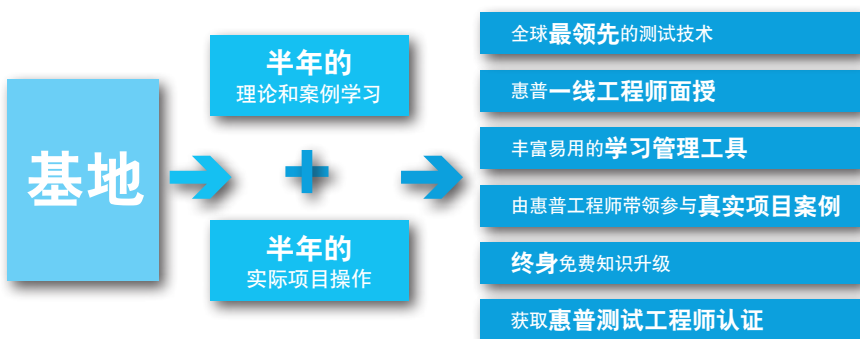 基地
半年的
理论和案例学习
+
半年的
实际项目操作
全球最领先的测试技术
惠普一线工程师面授
丰富易用的学习管理工具
由惠普工程师带领参与真实项目案例
终身免费知识升级
获取惠普测试工程师认证